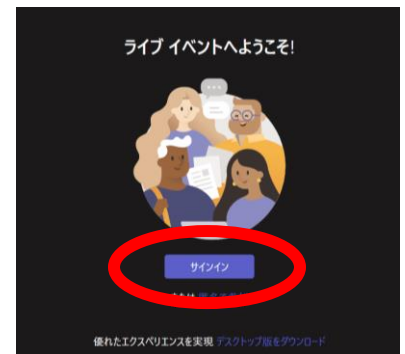 ライブ イベントへようこそ!
サインイン
優れたエクスペリエンスを実現 デスクトップ版をダウンロード